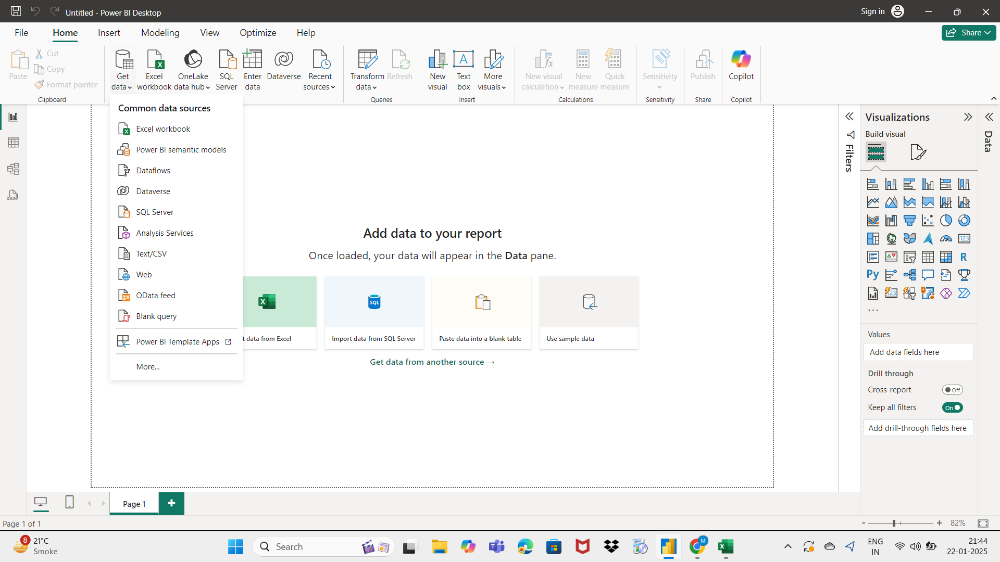 Untitled - Power BI Desktop
Sign in
File
Home
Insert
Modeling
View
Optimize
Help
Share
Paste
Cut
Copy
Format painter
Clipboard
Get
data
Excel
workbook
OneLake
data hub
SQL
Server
Enter
data
Dataverse
Recent
sources
Transform
data
Refresh
Queries
New
visual
A
Text
box
More
visuals
Insert
New visual
calculation
New
measure
Quick
measure
Calculations
Sensitivity
Sensitivity
Publish
Share
Copilot
Copilot
DAX
Common data sources
Excel workbook
Power BI semantic models
Dataflows
Dataverse
SQL Server
Analysis Services
Text/CSV
Web
OData feed
Blank query
Power BI Template Apps
More...
Add data to your report
Once loaded, your data will appear in the Data pane.
SQL
t data from Excel
Import data from SQL Server
Paste data into a blank table
Use sample data
Get data from another source →
Filters
Visualizations
Build visual
123
R
Py
123
...
Values
Add data fields here
Drill through
Cross-report
Off
Keep all filters
On
Add drill-through fields here
Data
Page 1
+
Page 1 of 1
- + 82%
8
21°C
Smoke
Search
M
ENG
IN
21:44
22-01-2025